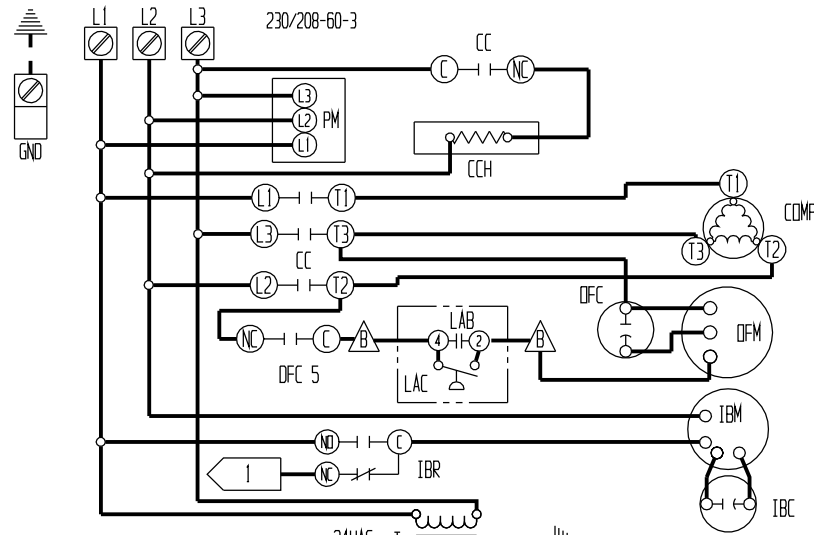 L1 L2 L3 230/208-60-3
CC
C NC
L3
L2 PM
L1
GND
CCH
L1 T1 T1
L3 T3 T3 T2
CC
L2 T2
OFC
LAB
NC C B 4 2 B OFM
DFC 5
LAC
IBM
NO C
1 NC IBR
IBC